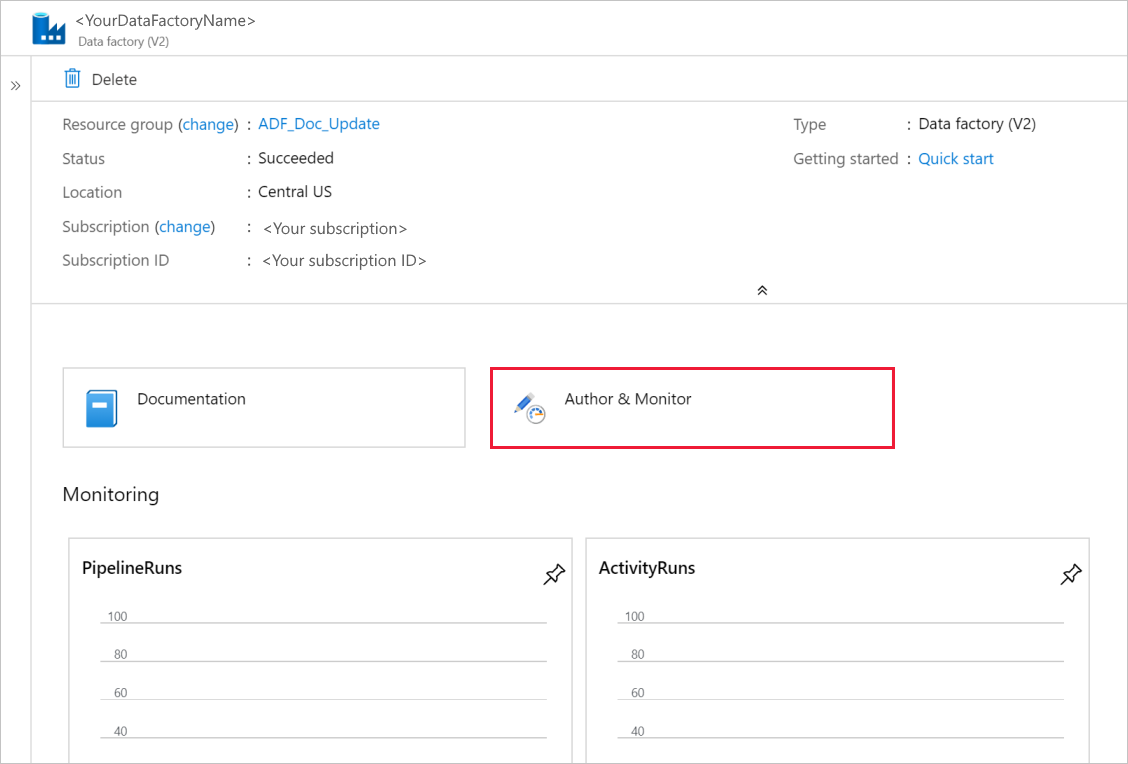 <YourDataFactoryName>
Data factory (V2)
Delete
Resource group (change) : ADF_Doc_Update
Type : Data factory (V2)
Status : Succeeded
Getting started : Quick start
Location : Central US
Subscription (change) : <Your subscription>
Subscription ID : <Your subscription ID>
Documentation
Author & Monitor
Monitoring
PipelineRuns
100
80
60
40
ActivityRuns
100
80
60
40